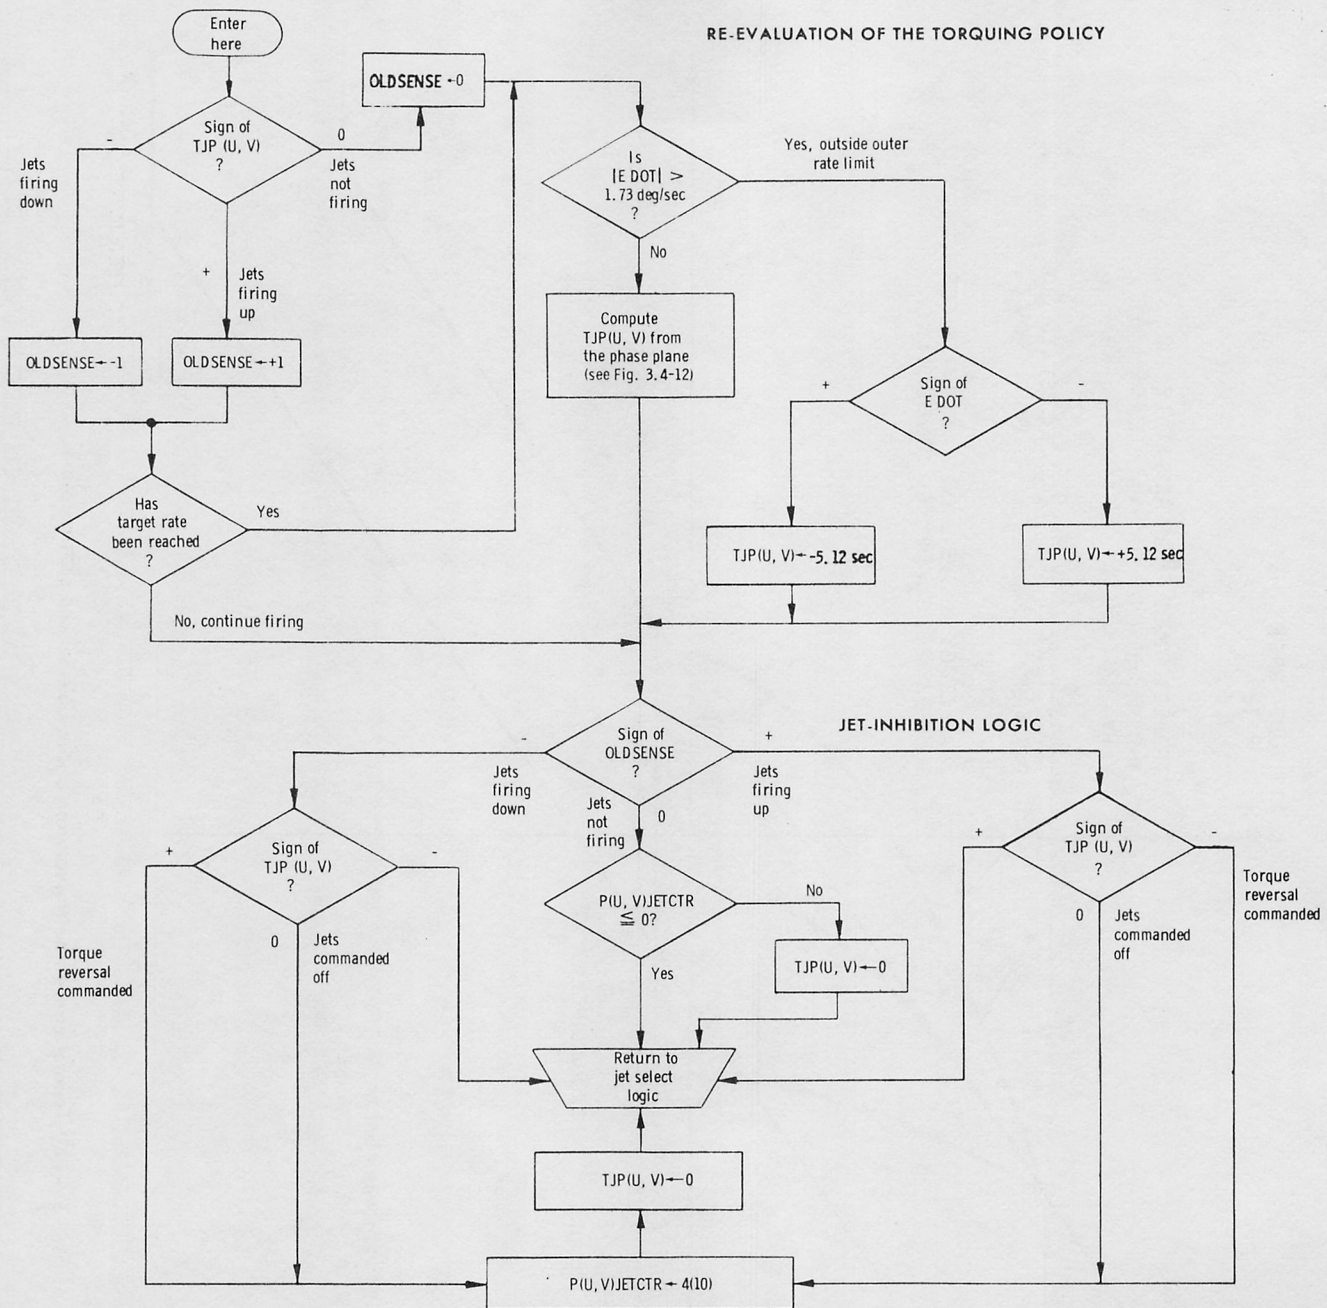 RE-EVALUATION OF THE TORQUING POLICY
Enter
here
OLDSENSE ←0
Sign of
TJP (U, V)
?
-
Jets
firing
down
0
Jets
not
firing
+
Jets
firing
up
OLDSENSE←-1
OLDSENSE←+1
Has
target rate
been reached
?
Yes
No, continue firing
Is
|E DOT| >
1.73 deg/sec
?
Yes, outside outer
rate limit
No
Compute
TJP(U, V) from
the phase plane
(see Fig. 3.4-12)
Sign of
E DOT
?
+
-
TJP(U, V)←-5.12 sec
TJP(U, V)←+5.12 sec
JET-INHIBITION LOGIC
Sign of
OLDSENSE
?
-
Jets
firing
down
Jets
not
firing
0
+
Jets
firing
up
Sign of
TJP (U, V)
?
+
-
Torque
reversal
commanded
0
Jets
commanded
off
P(U, V)JETCTR
≦ 0?
No
Yes
TJP(U, V)←0
Sign of
TJP (U, V)
?
+
-
0
Jets
commanded
off
Torque
reversal
commanded
Return to
jet select
logic
TJP(U, V)←0
P(U, V)JETCTR ← 4(10)